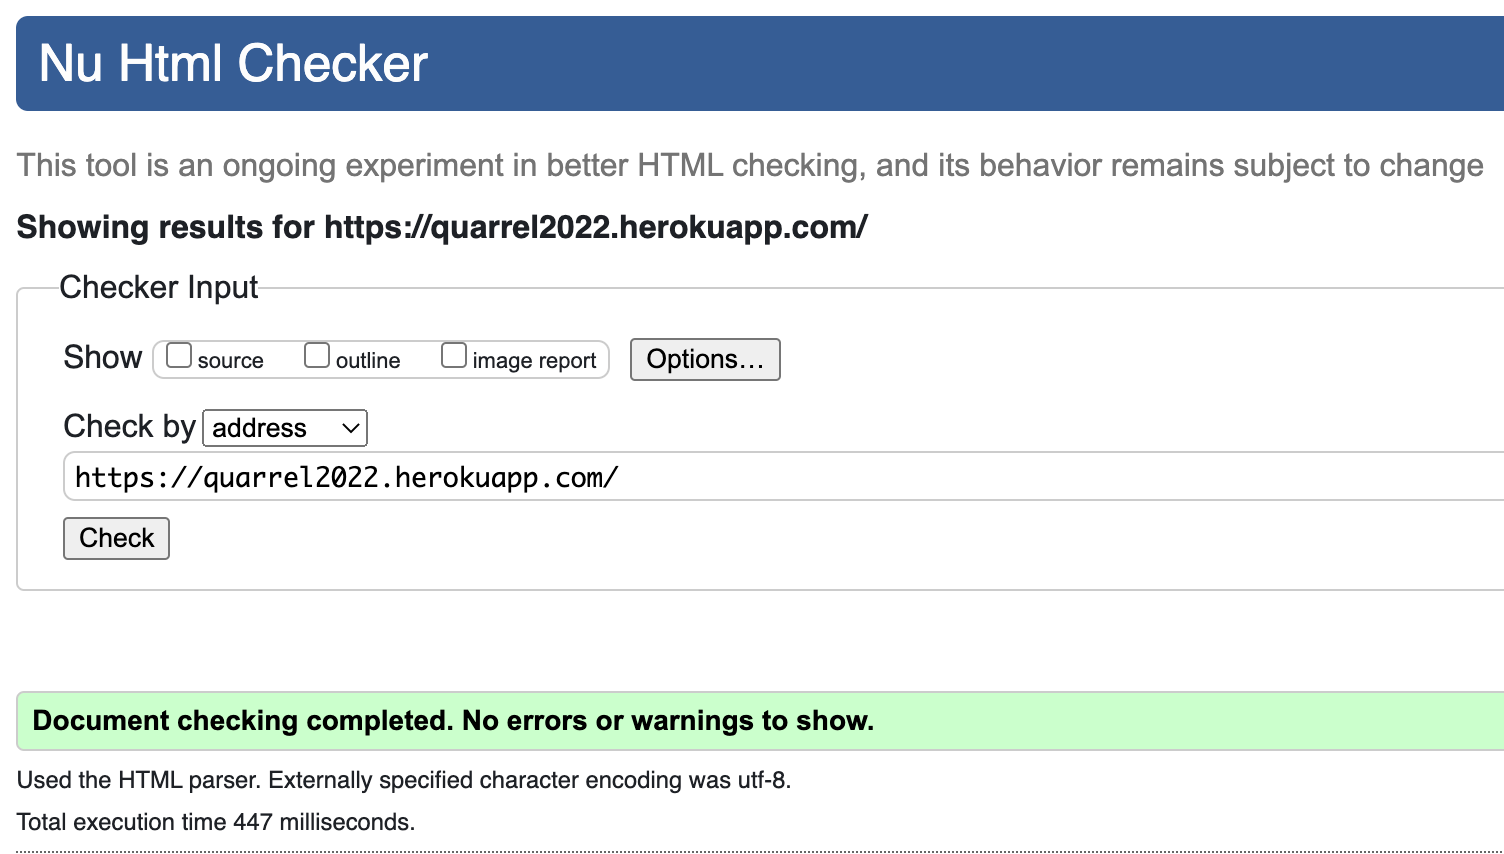 Nu Html Checker
This tool is an ongoing experiment in better HTML checking, and its behavior remains subject to change
Showing results for https://quarrel2022.herokuapp.com/
Checker Input
Show source outline image report Options…
Check by address
https://quarrel2022.herokuapp.com/
Check
Document checking completed. No errors or warnings to show.
Used the HTML parser. Externally specified character encoding was utf-8.
Total execution time 447 milliseconds.